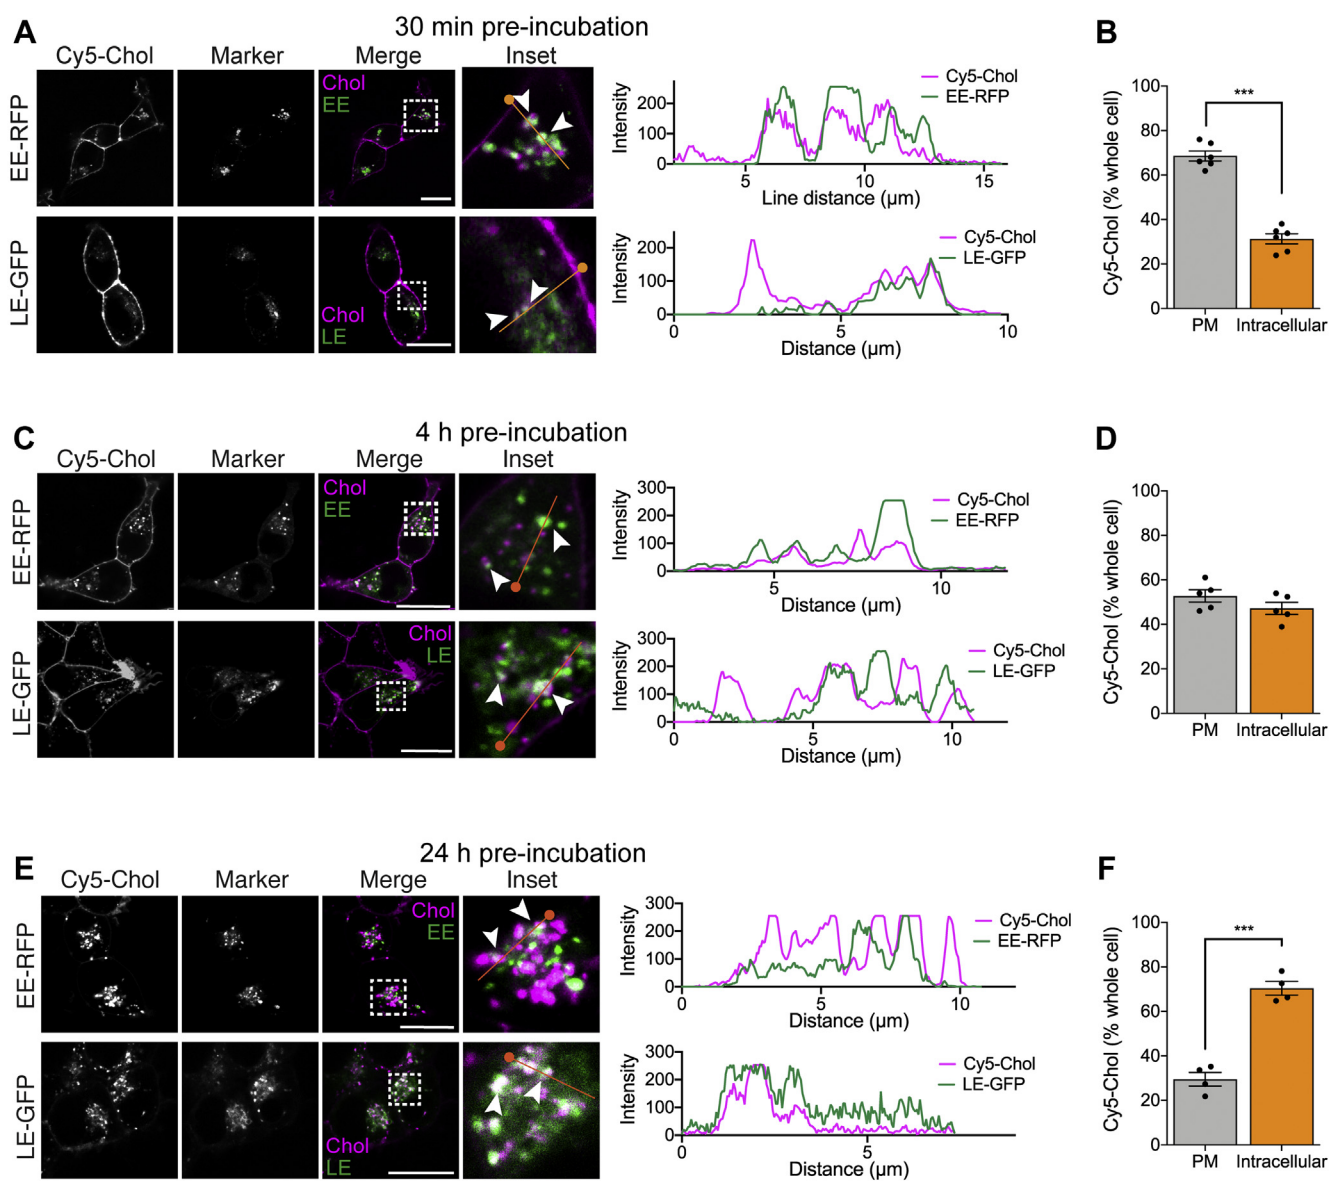 A
30 min pre-incubation
Cy5-Chol Marker Merge Inset
EE-RFP
Chol
EE
LE-GFP
Chol
LE
Intensity
200
100
0
5 10 15
Line distance (µm)
Cy5-Chol
EE-RFP
Intensity
200
100
0
0 5 10
Distance (µm)
Cy5-Chol
LE-GFP
B
Cy5-Chol (% whole cell)
100
80
60
40
20
0
***
PM Intracellular
C
4 h pre-incubation
Cy5-Chol Marker Merge Inset
EE-RFP
Chol
EE
LE-GFP
Chol
LE
Intensity
300
200
100
0
5 10
Distance (µm)
Cy5-Chol
EE-RFP
Intensity
300
200
100
0
0 5 10
Distance (µm)
Cy5-Chol
LE-GFP
D
Cy5-Chol (% whole cell)
100
80
60
40
20
0
PM Intracellular
E
24 h pre-incubation
Cy5-Chol Marker Merge Inset
EE-RFP
Chol
EE
LE-GFP
Chol
LE
Intensity
300
200
100
0
0 5 10
Distance (µm)
Cy5-Chol
EE-RFP
Intensity
300
200
100
0
0 5
Distance (µm)
Cy5-Chol
LE-GFP
F
Cy5-Chol (% whole cell)
100
80
60
40
20
0
***
PM Intracellular